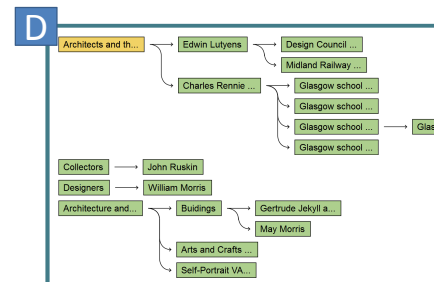 D
Architects and th...
Edwin Lutyens
Design Council ...
Midland Railway ...
Charles Rennie ...
Glasgow school ...
Glasgow school ...
Glasgow school ...
Glas
Glasgow school ...
Collectors
John Ruskin
Designers
William Morris
Architecture and...
Buidings
Gertrude Jekyll a...
May Morris
Arts and Crafts ...
Self-Portrait VA...